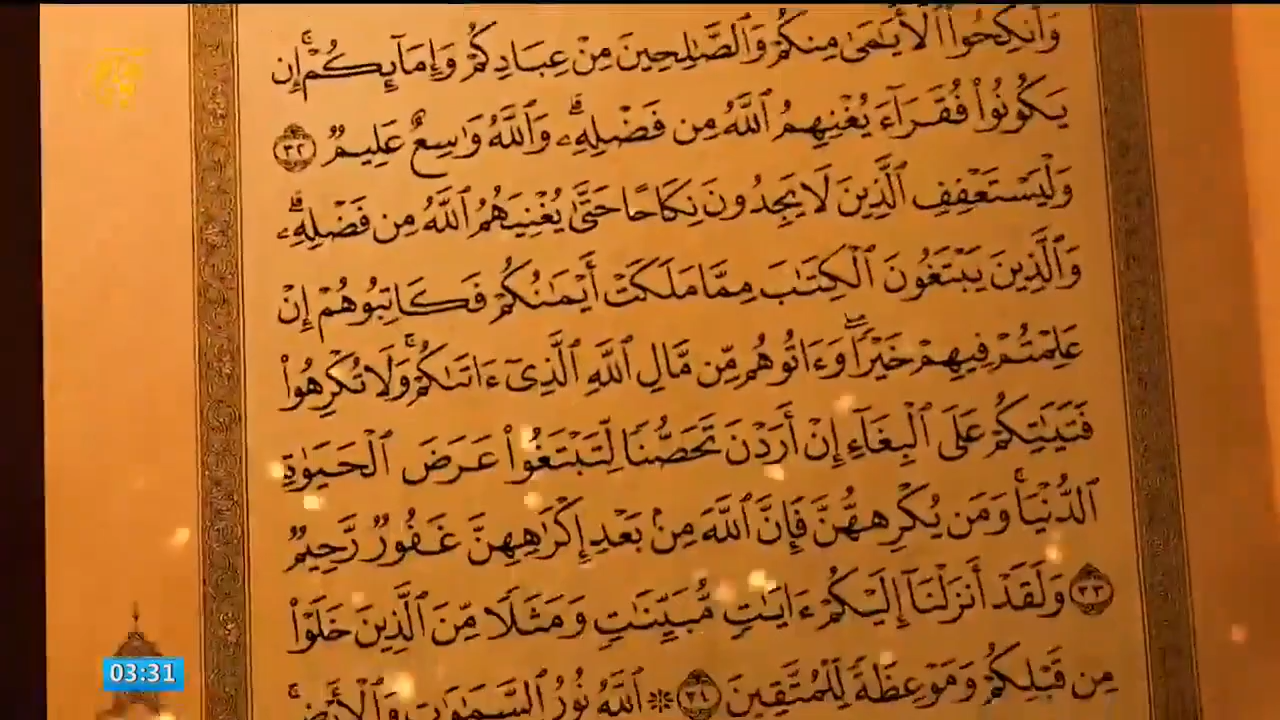 وَأَنكِحُوا۟ ٱلْأَيَـٰمَىٰ مِنكُمْ وَٱلصَّـٰلِحِينَ مِنْ عِبَادِكُمْ وَإِمَآئِكُمْ ۚ إِن
يَكُونُوا۟ فُقَرَآءَ يُغْنِهِمُ ٱللَّهُ مِن فَضْلِهِۦ ۗ وَٱللَّهُ وَٰسِعٌ عَلِيمٌ ٣٢
وَلْيَسْتَعْفِفِ ٱلَّذِينَ لَا يَجِدُونَ نِكَاحًا حَتَّىٰ يُغْنِيَهُمُ ٱللَّهُ مِن فَضْلِهِۦ ۗ
وَٱلَّذِينَ يَبْتَغُونَ ٱلْكِتَـٰبَ مِمَّا مَلَكَتْ أَيْمَـٰنُكُمْ فَكَاتِبُوهُمْ إِنْ
عَلِمْتُمْ فِيهِمْ خَيْرًا ۖ وَءَاتُوهُم مِّن مَّالِ ٱللَّهِ ٱلَّذِىٓ ءَاتَىٰكُمْ ۚ وَلَا تُكْرِهُوا۟
فَتَيَـٰتِكُمْ عَلَى ٱلْبِغَآءِ إِنْ أَرَدْنَ تَحَصُّنًا لِّتَبْتَغُوا۟ عَرَضَ ٱلْحَيَوٰةِ
ٱلدُّنْيَا ۚ وَمَن يُكْرِههُّنَّ فَإِنَّ ٱللَّهَ مِنۢ بَعْدِ إِكْرَٰهِهِنَّ غَفُورٌ رَّحِيمٌ
٣٣ وَلَقَدْ أَنزَلْنَآ إِلَيْكُمْ ءَايَـٰتٍ مُّبَيِّنَـٰتٍ وَمَثَلًا مِّنَ ٱلَّذِينَ خَلَوْا۟
مِن قَبْلِكُمْ وَمَوْعِظَةً لِّلْمُتَّقِينَ ٣٤ ۞ ٱللَّهُ نُورُ ٱلسَّمَـٰوَٰتِ وَٱلْأَرْضِ ۚ
03:31